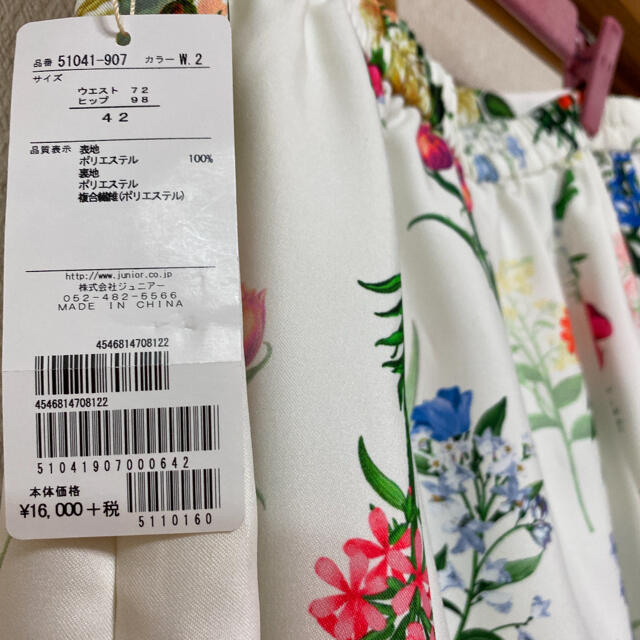 品番 51041-907 カラー W.2
サイズ
ウエスト 72
ヒップ 98
42
品質表示 表地
ポリエステル 100%
裏地
ポリエステル
複合繊維(ポリエステル)
http://www.junior.co.jp
株式会社ジュニアー
052-482-5566
MADE IN CHINA
4546814708122
4546814708122
51041907000642
本体価格
¥16,000+税
5110160